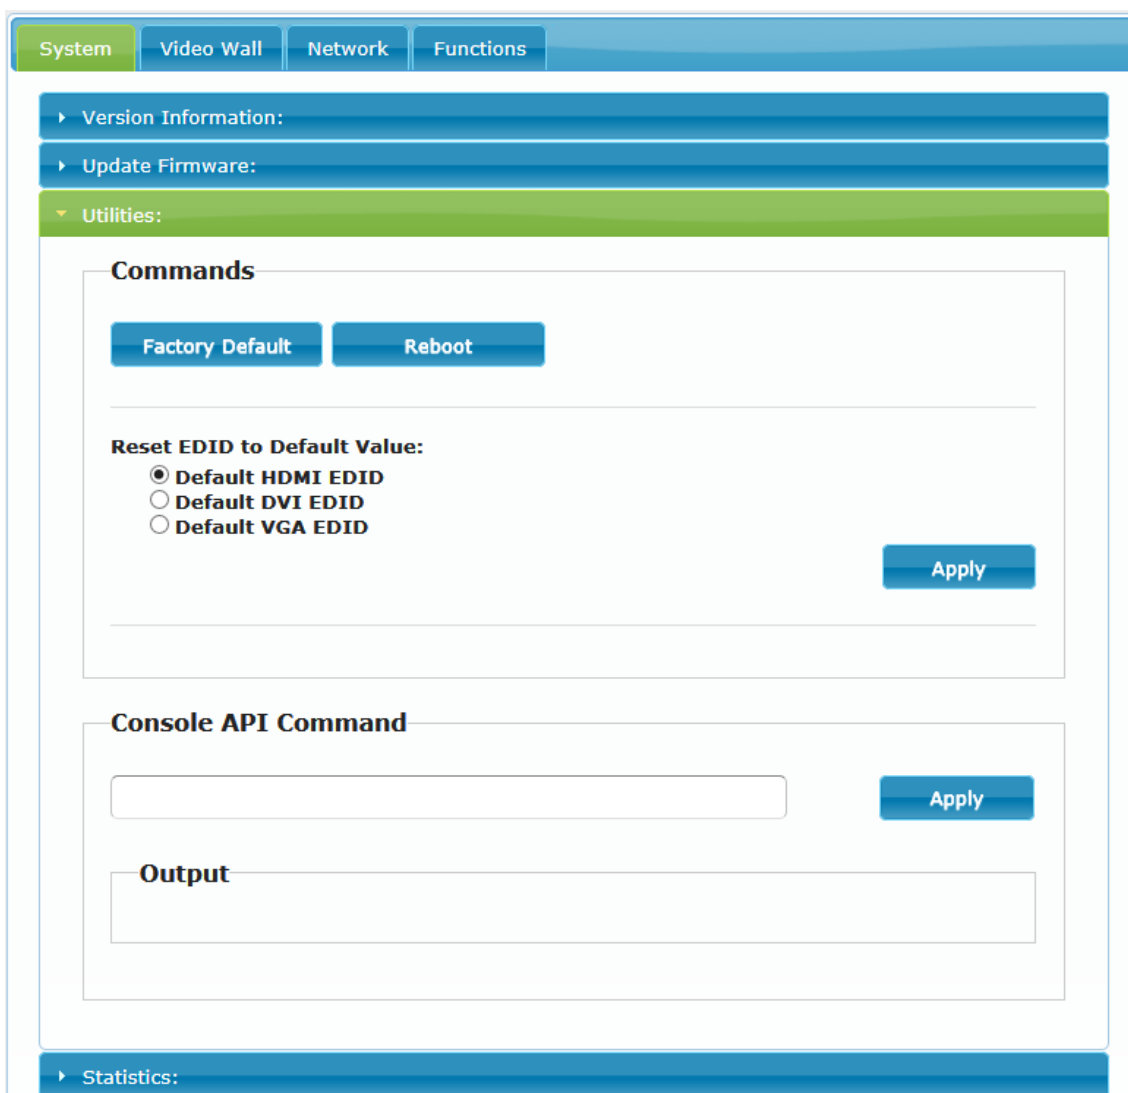 System Video Wall Network Functions
Version Information:
Update Firmware:
Utilities:
Commands
Factory Default Reboot
Reset EDID to Default Value:
Default HDMI EDID
Default DVI EDID
Default VGA EDID
Apply
Console API Command
Apply
Output
Statistics: